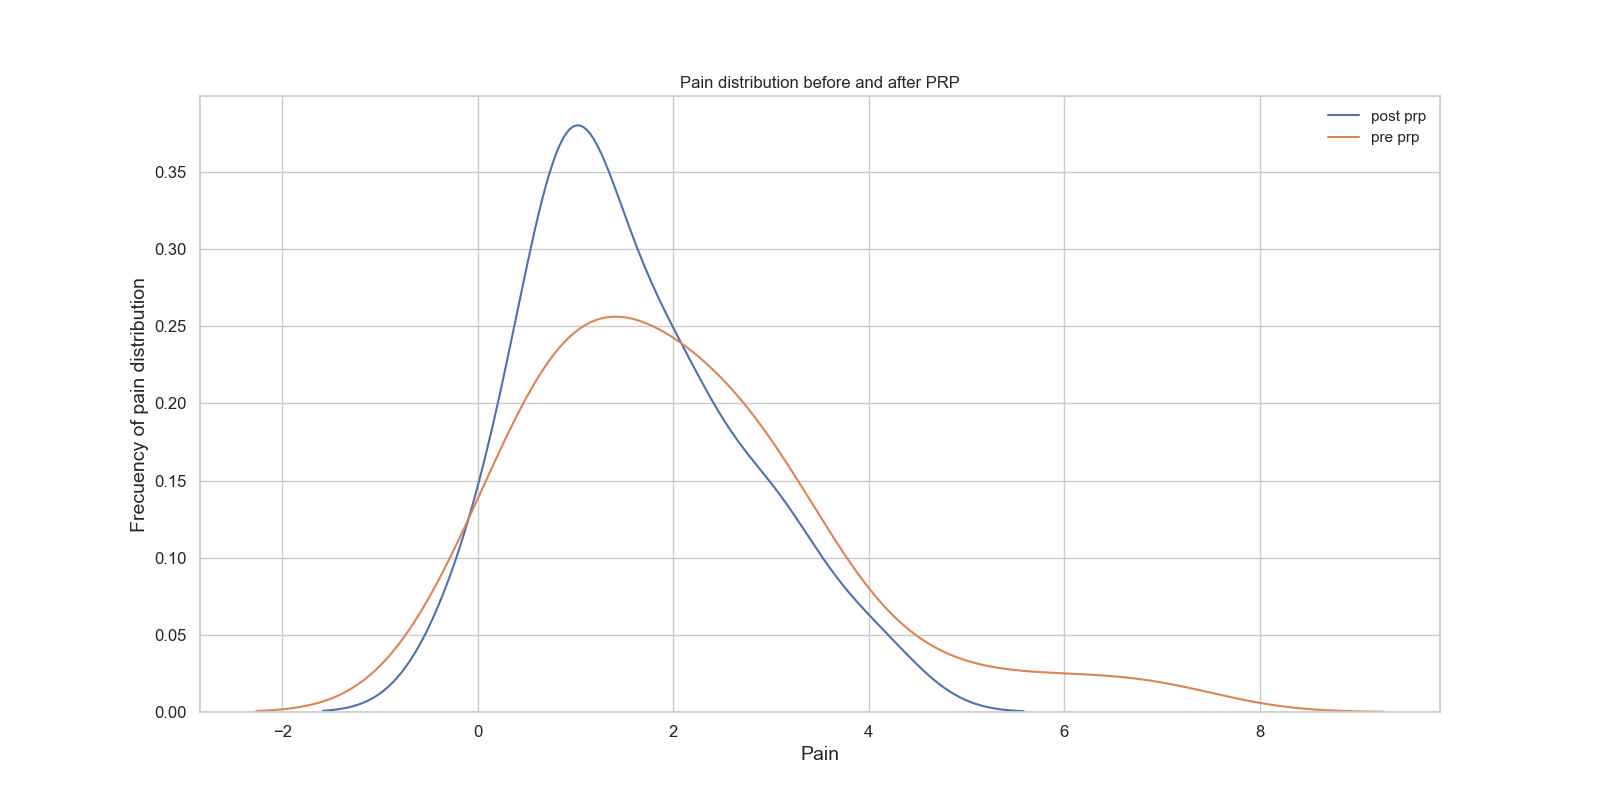 Pain distribution before and after PRP
post prp
pre prp
Frecuency of pain distribution
0.35
0.30
0.25
0.20
0.15
0.10
0.05
0.00
−2
0
2
4
6
8
Pain